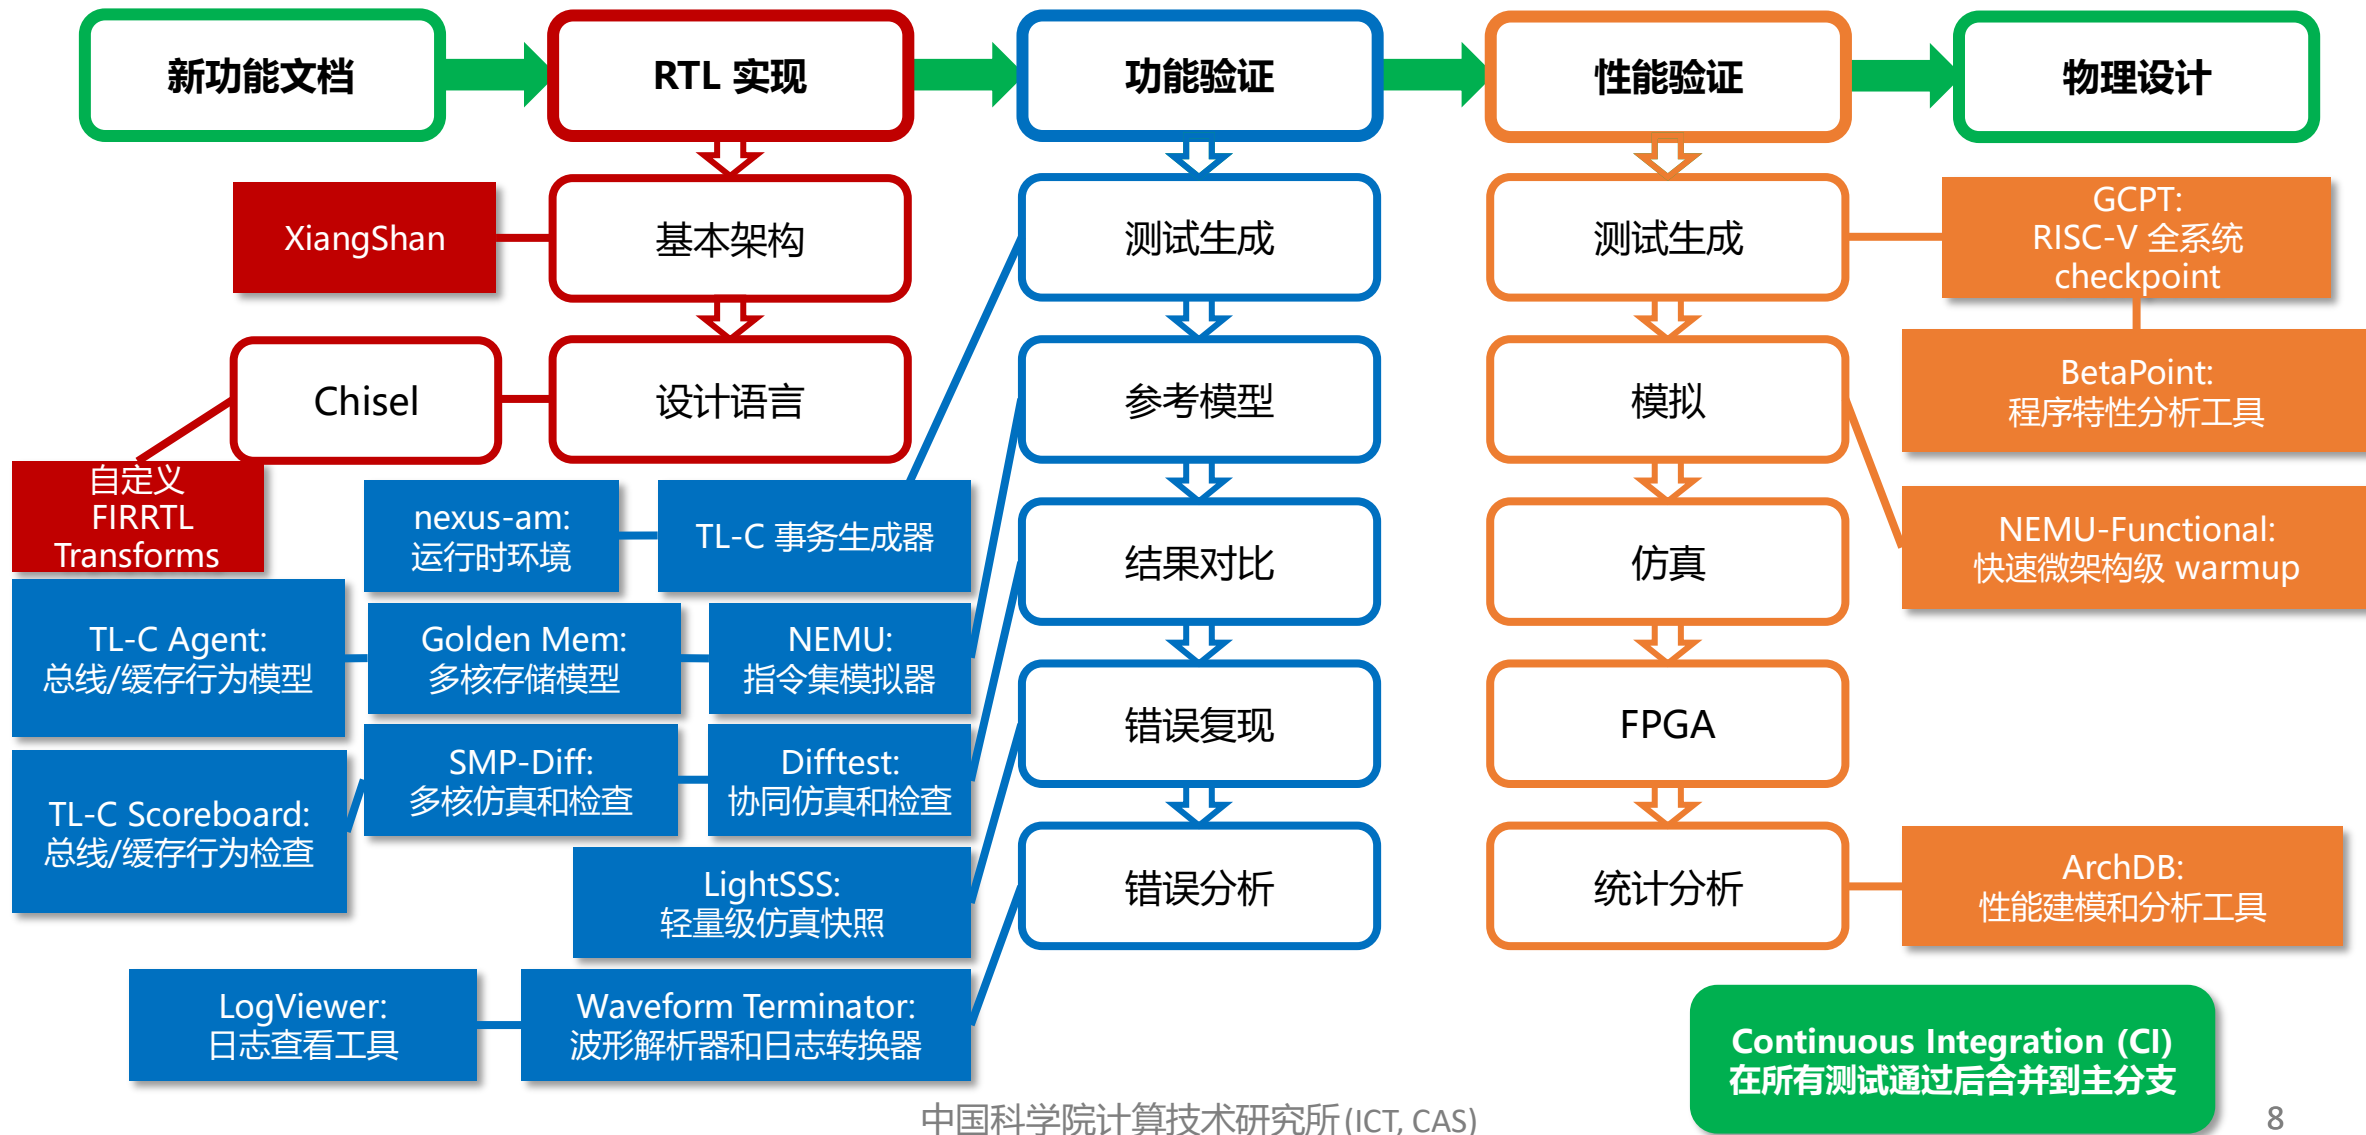 新功能文档
RTL 实现
功能验证
性能验证
物理设计
XiangShan
基本架构
测试生成
测试生成
GCPT:
RISC-V 全系统
checkpoint
Chisel
设计语言
参考模型
模拟
BetaPoint:
程序特性分析工具
自定义
FIRRTL
Transforms
nexus-am:
运行时环境
TL-C 事务生成器
结果对比
仿真
NEMU-Functional:
快速微架构级 warmup
TL-C Agent:
总线/缓存行为模型
Golden Mem:
多核存储模型
NEMU:
指令集模拟器
错误复现
FPGA
TL-C Scoreboard:
总线/缓存行为检查
SMP-Diff:
多核仿真和检查
Difftest:
协同仿真和检查
LightSSS:
轻量级仿真快照
错误分析
统计分析
ArchDB:
性能建模和分析工具
LogViewer:
日志查看工具
Waveform Terminator:
波形解析器和日志转换器
Continuous Integration (CI)
在所有测试通过后合并到主分支
中国科学院计算技术研究所(ICT, CAS)
8